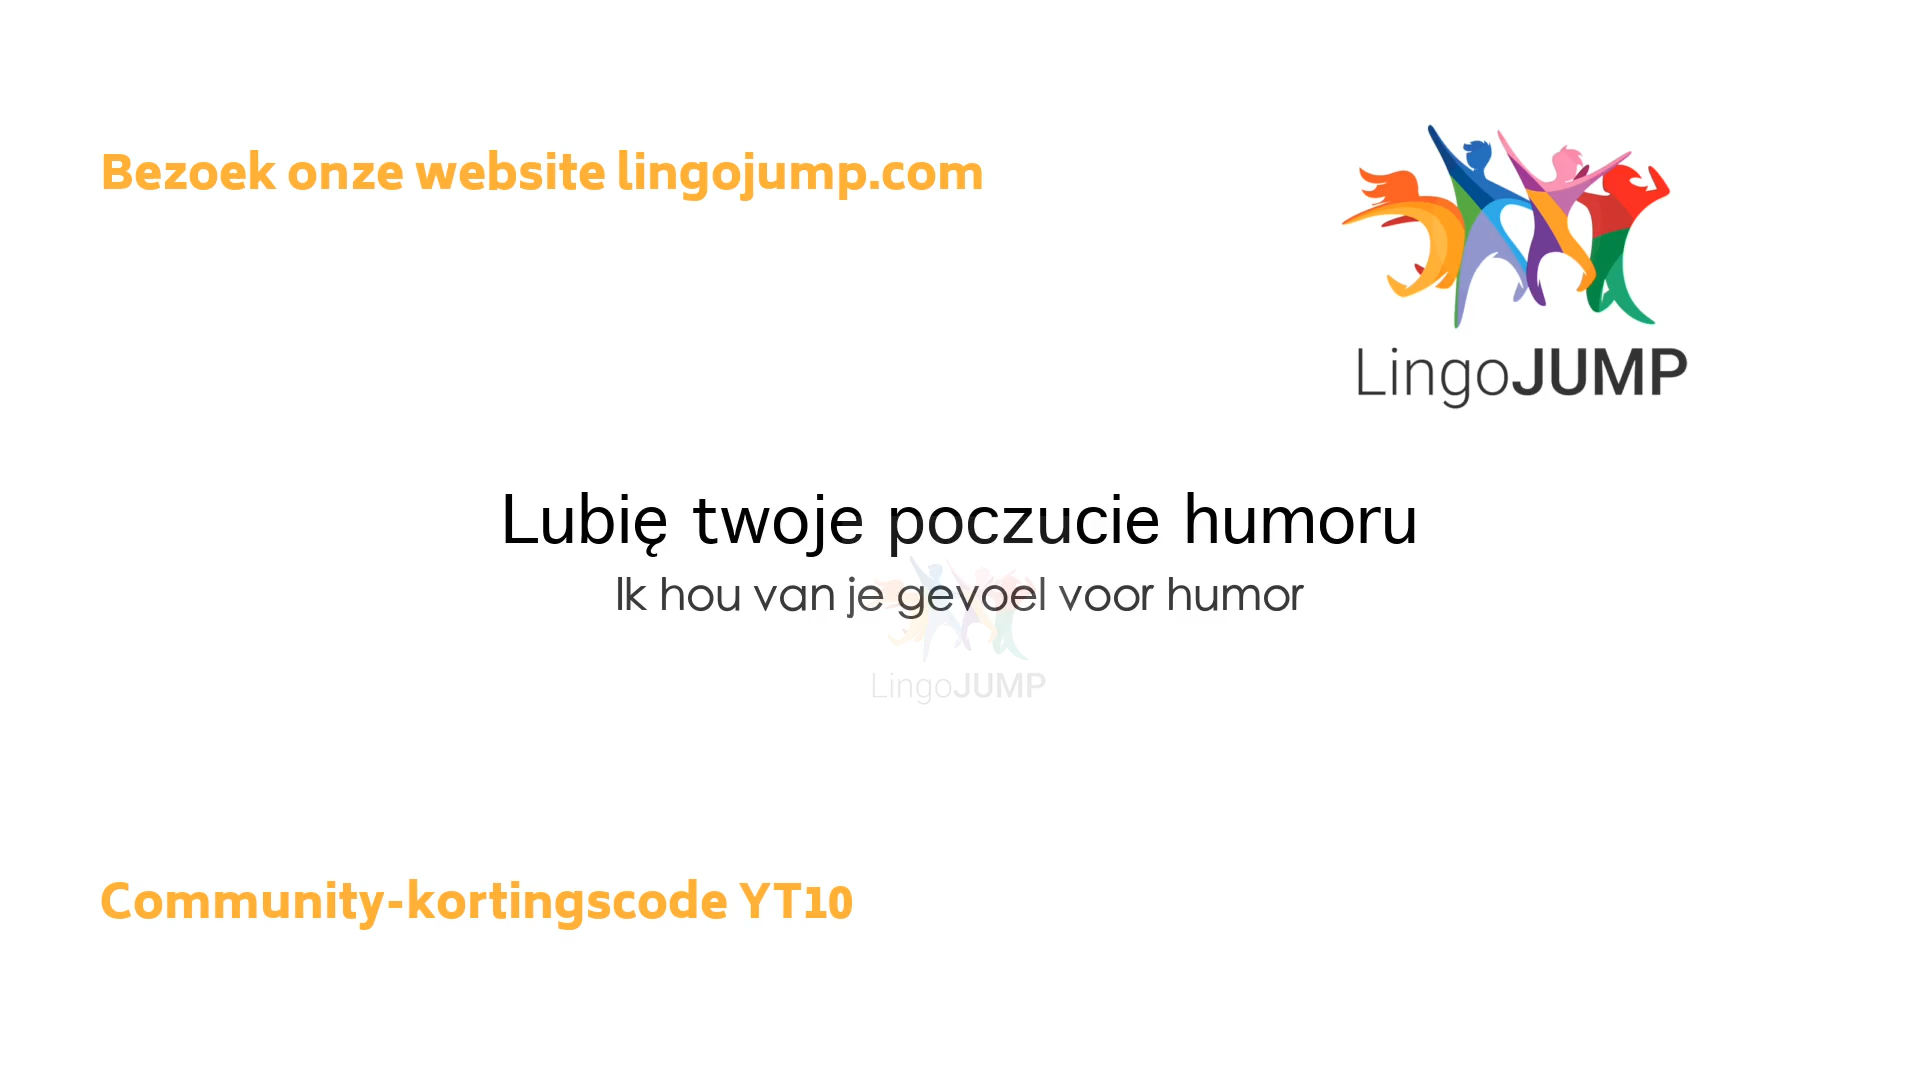 Bezoek onze website lingojump.com
LingoJUMP
Lubię twoje poczucie humoru
Ik hou van je gevoel voor humor
LingoJUMP
Community-kortingscode YT10